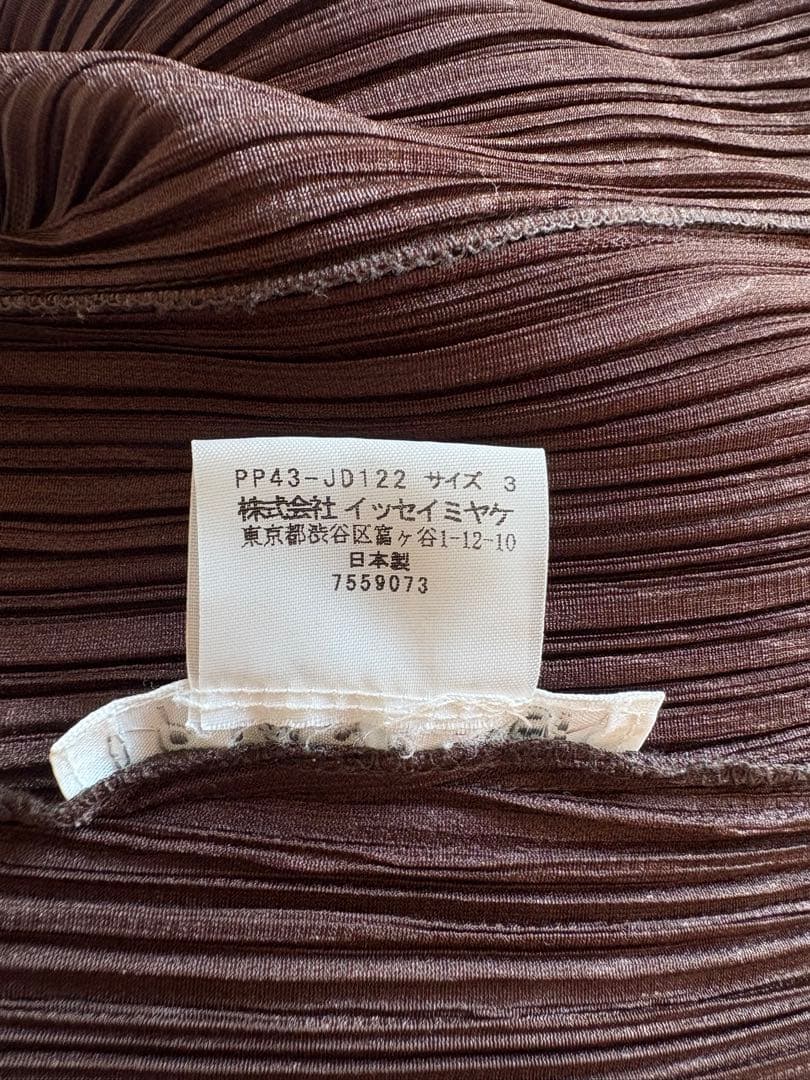 PP43-JD122 サイズ 3
株式会社 イッセイミヤケ
東京都渋谷区富ヶ谷1-12-10
日本製
7559073